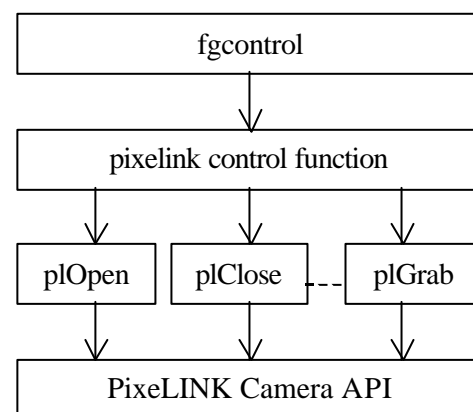 fgcontrol
pixelink control function
plOpen plClose plGrab
PixeLINK Camera API